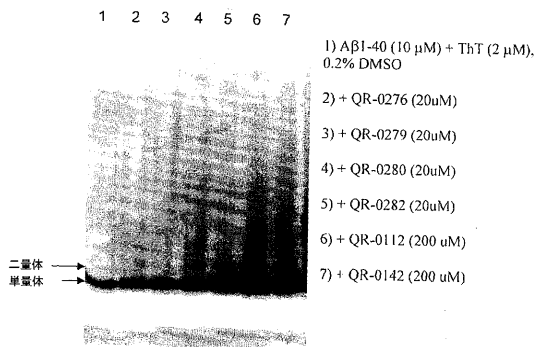 1 2 3 4 5 6 7
1) Aβ1-40 (10 μM) + ThT (2 μM),
0.2% DMSO
2) + QR-0276 (20uM)
3) + QR-0279 (20uM)
4) + QR-0280 (20uM)
5) + QR-0282 (20uM)
6) + QR-0112 (200 uM)
7) + QR-0142 (200 uM)
二量体
単量体